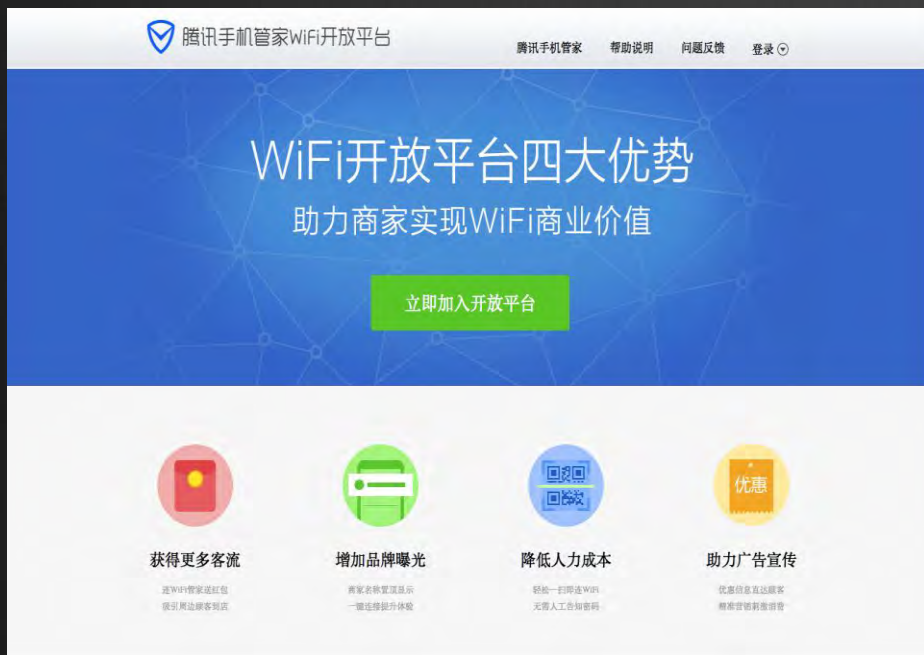 腾讯手机管家WiFi开放平台
腾讯手机管家 帮助说明 问题反馈 登录
WiFi开放平台四大优势
助力商家实现WiFi商业价值
立即加入开放平台
优惠
获得更多客流 增加品牌曝光 降低人力成本 助力广告宣传
连WiFi管家送红包 商家名称置顶显示 轻松一扫即连WiFi 优惠信息直达顾客
吸引周边顾客到店 一键连接提升体验 无需人工告知密码 精准营销刺激消费